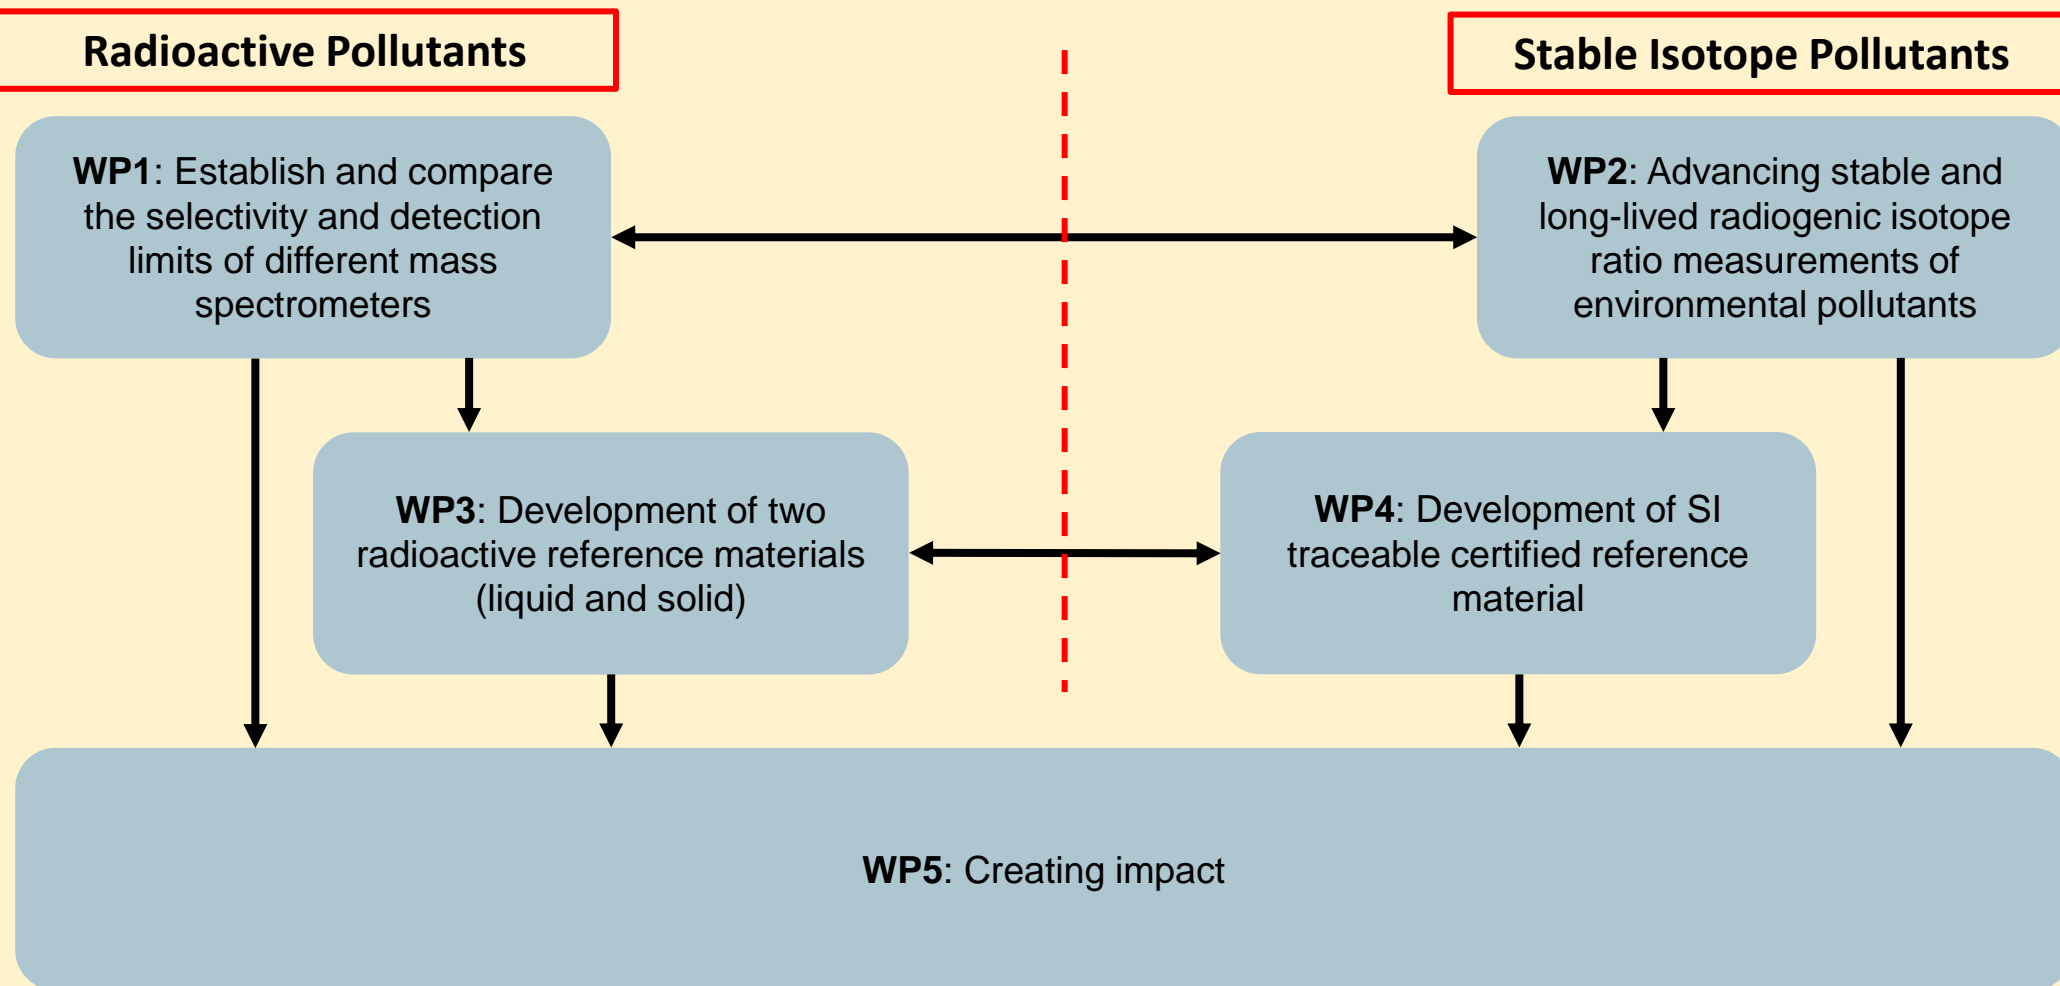 Radioactive Pollutants
Stable Isotope Pollutants
WP1: Establish and compare
the selectivity and detection
limits of different mass
spectrometers
WP2: Advancing stable and
long-lived radiogenic isotope
ratio measurements of
environmental pollutants
WP3: Development of two
radioactive reference materials
(liquid and solid)
WP4: Development of SI
traceable certified reference
material
WP5: Creating impact